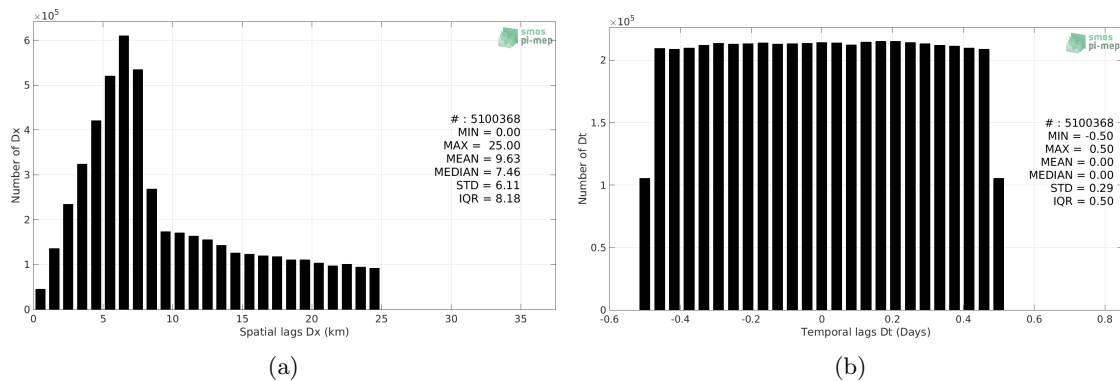 ×10⁵
6
5
4
3
2
1
0
Number of Dx
0 5 10 15 20 25 30 35
Spatial lags Dx (km)
smos
pi-mep
# : 5100368
MIN = 0.00
MAX = 25.00
MEAN = 9.63
MEDIAN = 7.46
STD = 6.11
IQR = 8.18
(a)
×10⁵
2
1.5
1
0.5
0
Number of Dt
-0.6 -0.4 -0.2 0 0.2 0.4 0.6 0.8
Temporal lags Dt (Days)
smos
pi-mep
# : 5100368
MIN = -0.50
MAX = 0.50
MEAN = 0.00
MEDIAN = 0.00
STD = 0.29
IQR = 0.50
(b)